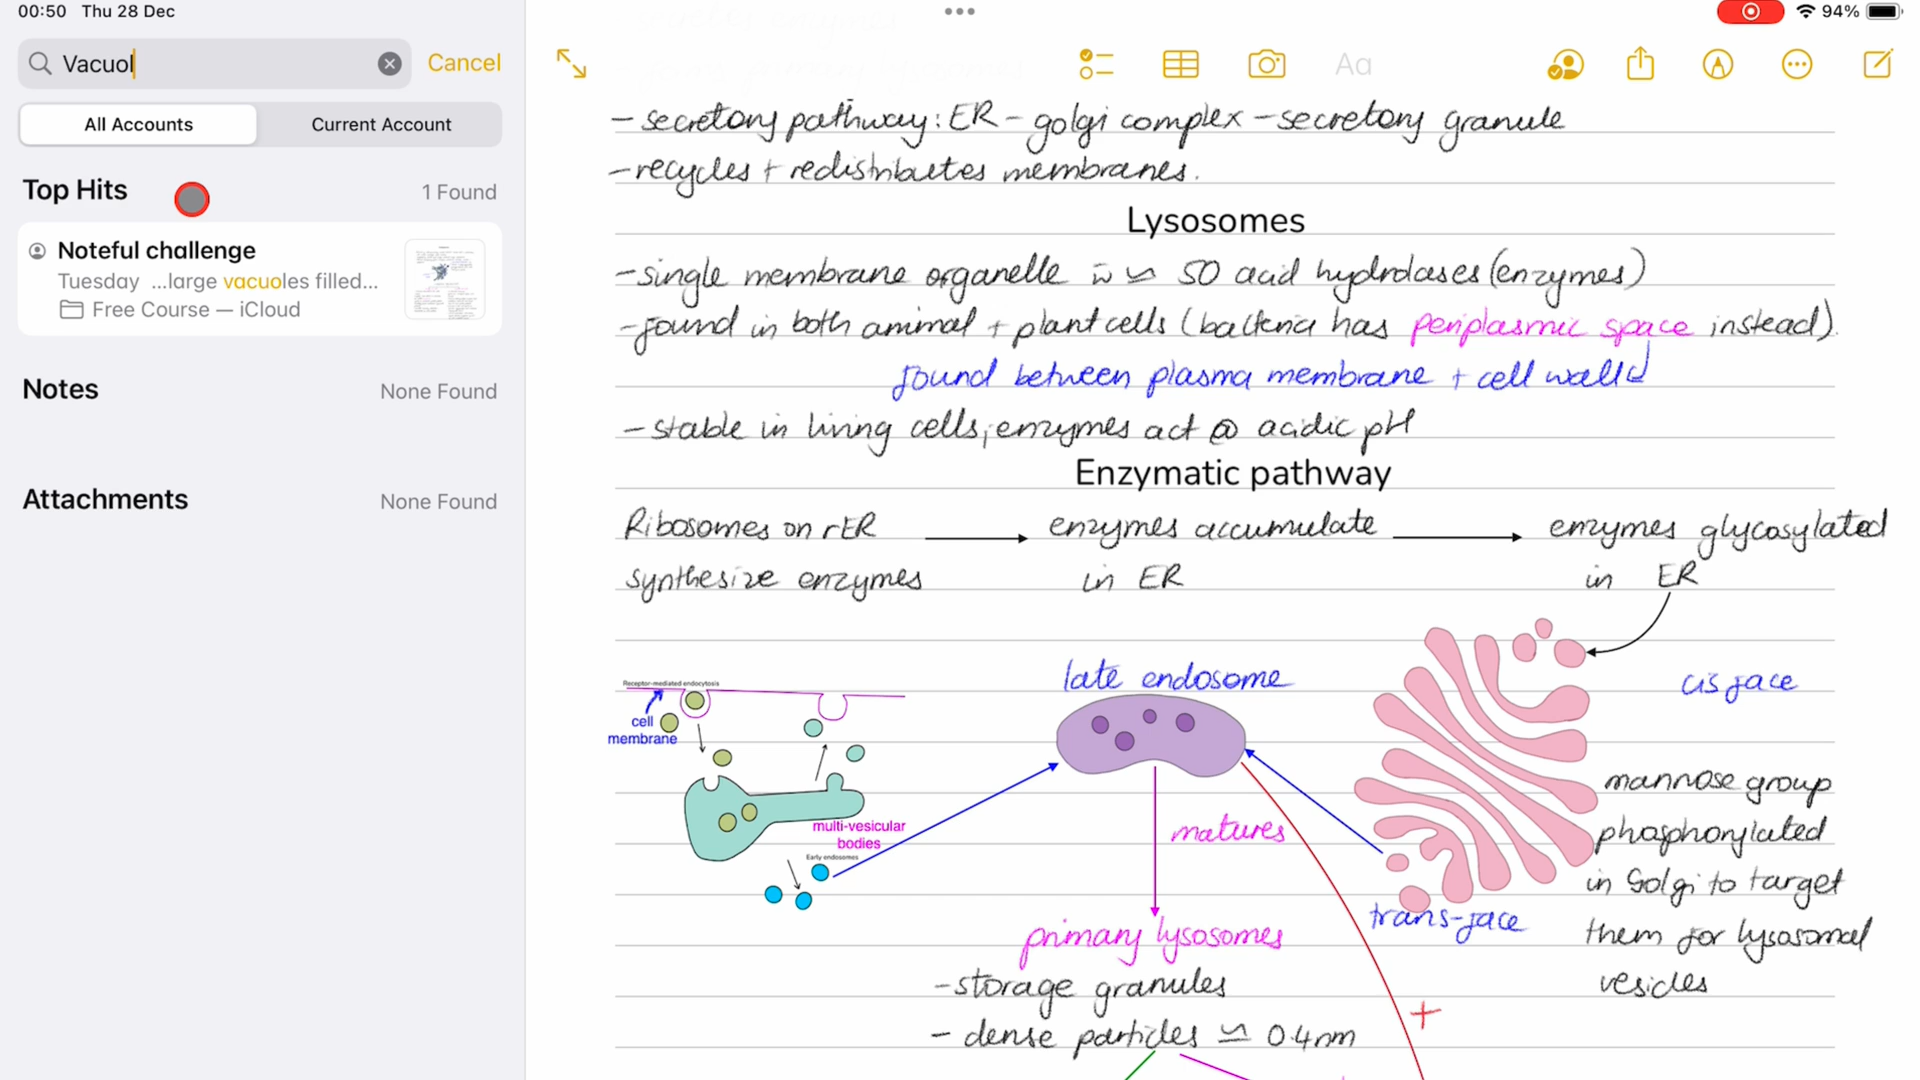 00:50 Thu 28 Dec
94%
Vacuol
Cancel
All Accounts
Current Account
Top Hits
1 Found
Noteful challenge
Tuesday ...large vacuoles filled...
Free Course — iCloud
Notes
None Found
Attachments
None Found
Aa
- secretory pathway: ER - golgi complex - secretory granule
- recycles + redistributes membranes.
Lysosomes
- single membrane organelle w̄ ≃ 50 acid hydrolases (enzymes)
- found in both animal + plant cells (bacteria has periplasmic space instead).
found between plasma membrane + cell wall
- stable in living cells, enzymes act @ acidic pH
Enzymatic pathway
Ribosomes on rER
synthesize enzymes
enzymes accumulate
in ER
enzymes glycosylated
in ER
Receptor-mediated endocytosis
cell
membrane
multi-vesicular
bodies
Early endosomes
late endosome
matures
cis face
trans-face
mannose group
phosphorylated
in Golgi to target
them for lysosomal
vesicles
primary lysosomes
- storage granules
- dense particles ≃ 0.4nm
+